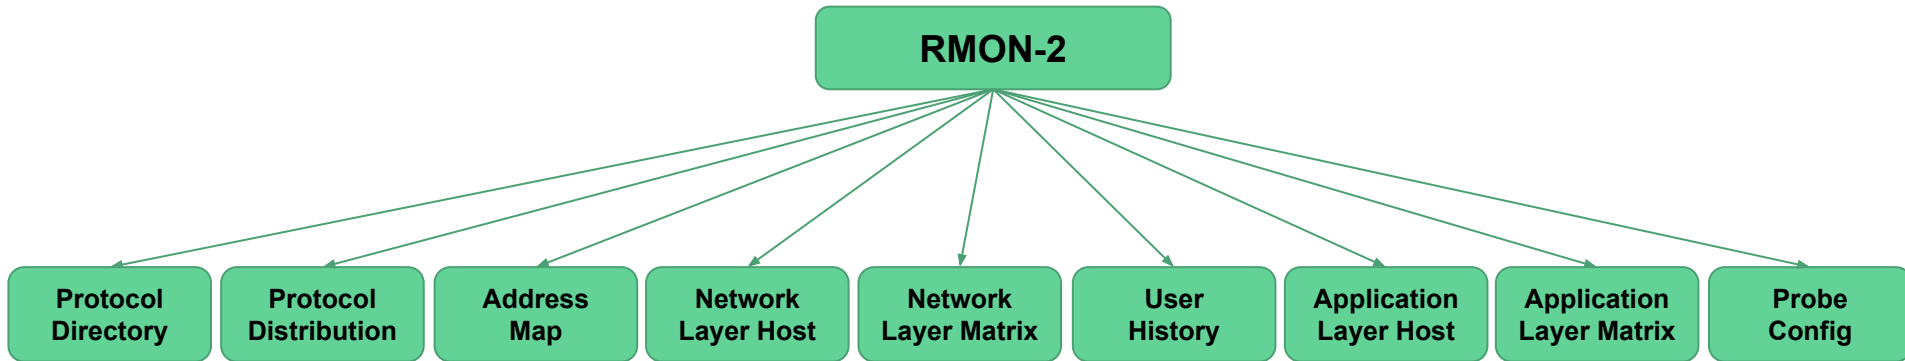 RMON-2
Protocol
Directory
Protocol
Distribution
Address
Map
Network
Layer Host
Network
Layer Matrix
User
History
Application
Layer Host
Application
Layer Matrix
Probe
Config